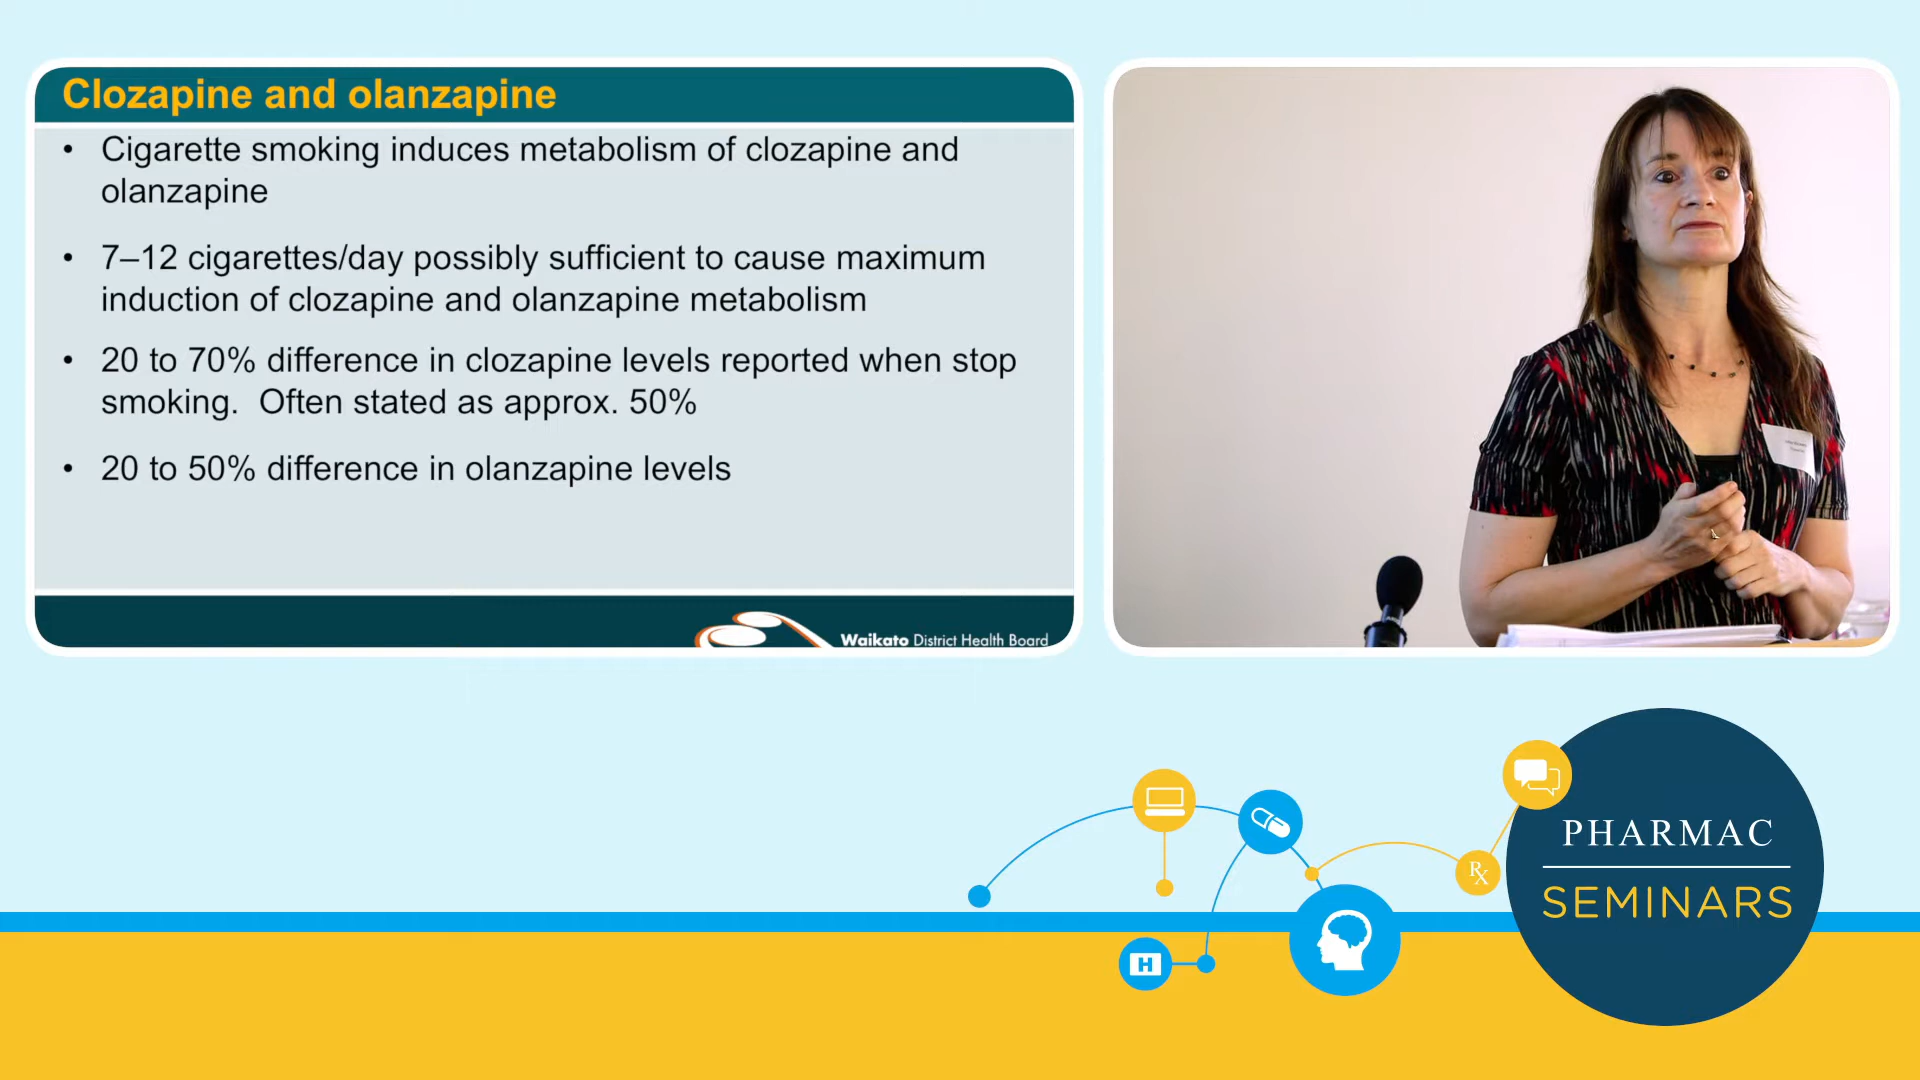 Clozapine and olanzapine
• Cigarette smoking induces metabolism of clozapine and
olanzapine
• 7–12 cigarettes/day possibly sufficient to cause maximum
induction of clozapine and olanzapine metabolism
• 20 to 70% difference in clozapine levels reported when stop
smoking.  Often stated as approx. 50%
• 20 to 50% difference in olanzapine levels
Waikato District Health Board
PHARMAC
Rx
SEMINARS
H